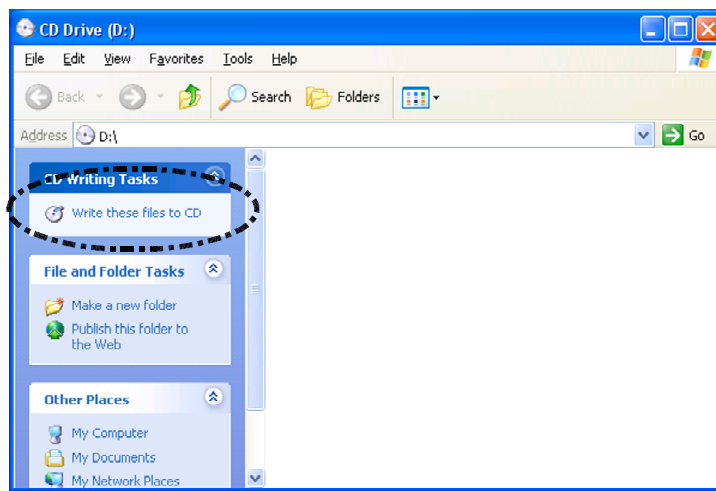 CD Drive (D:)
File Edit View Favorites Tools Help
Back Search Folders
Address D:\ Go
CD Writing Tasks
Write these files to CD
File and Folder Tasks
Make a new folder
Publish this folder to
the Web
Other Places
My Computer
My Documents
My Network Places